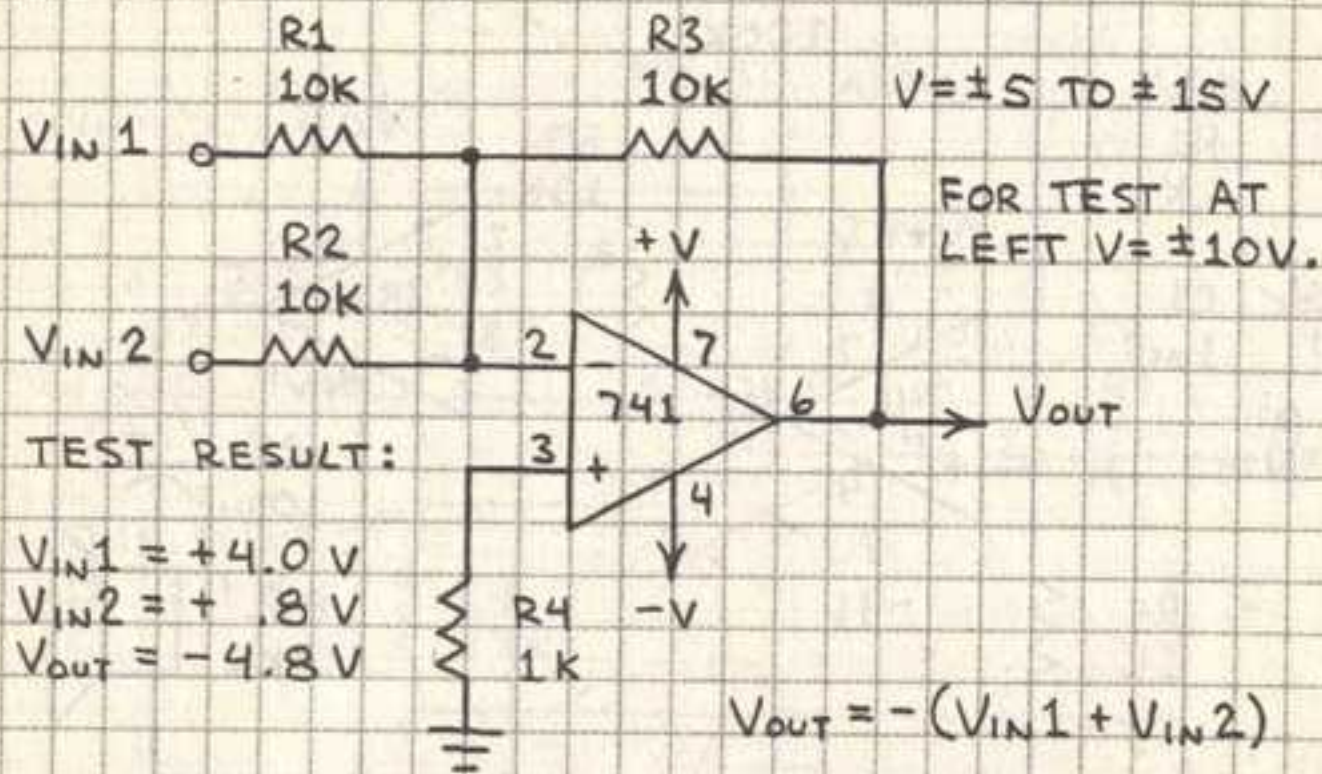 R1
10K
R3
10K
V=±5 TO ±15V
VIN 1
FOR TEST AT
LEFT V=±10V.
R2
10K
+V
VIN 2
2
-
7
741
6
VOUT
TEST RESULT:
3
+
4
VIN1 = +4.0 V
VIN2 = + .8 V
VOUT = -4.8 V
R4
1K
-V
VOUT = -(VIN1 + VIN2)